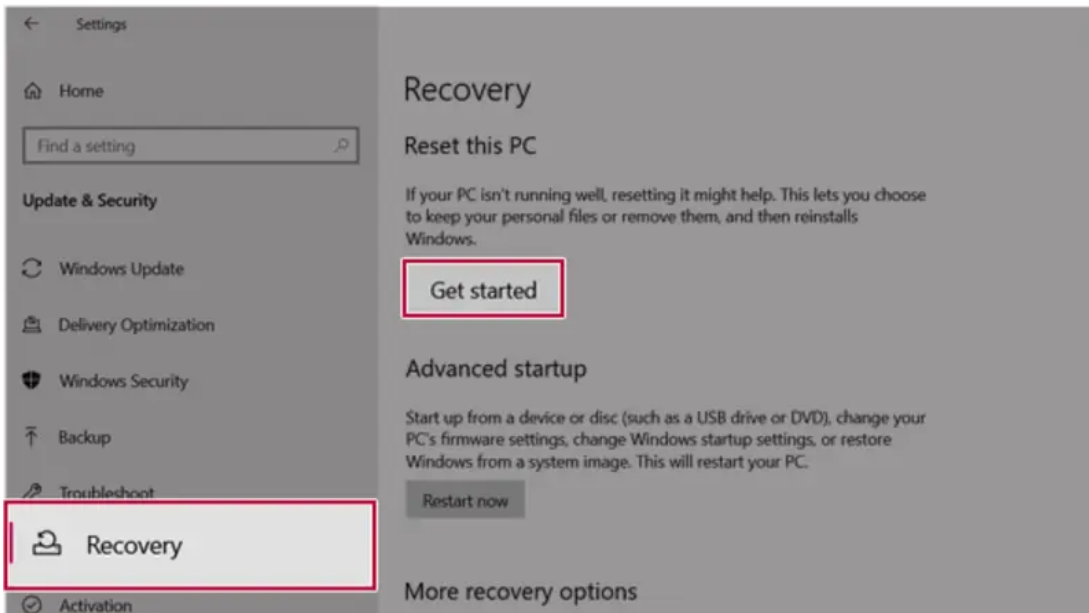 Settings
Home
Find a setting
Update & Security
Windows Update
Delivery Optimization
Windows Security
Backup
Troubleshoot
Recovery
Activation
Recovery
Reset this PC
If your PC isn't running well, resetting it might help. This lets you choose
to keep your personal files or remove them, and then reinstalls
Windows.
Get started
Advanced startup
Start up from a device or disc (such as a USB drive or DVD), change your
PC's firmware settings, change Windows startup settings, or restore
Windows from a system image. This will restart your PC.
Restart now
More recovery options